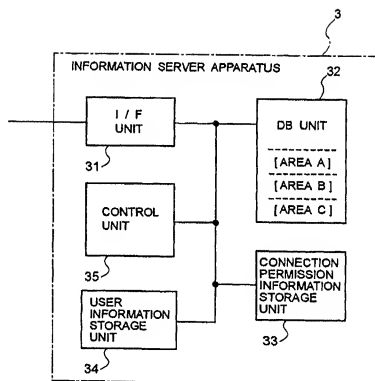 3
INFORMATION SERVER APPARATUS
32
I / F
UNIT
31
DB UNIT
[AREA A]
[AREA B]
[AREA C]
CONTROL
UNIT
35
CONNECTION
PERMISSION
INFORMATION
STORAGE
UNIT
33
USER
INFORMATION
STORAGE
UNIT
34